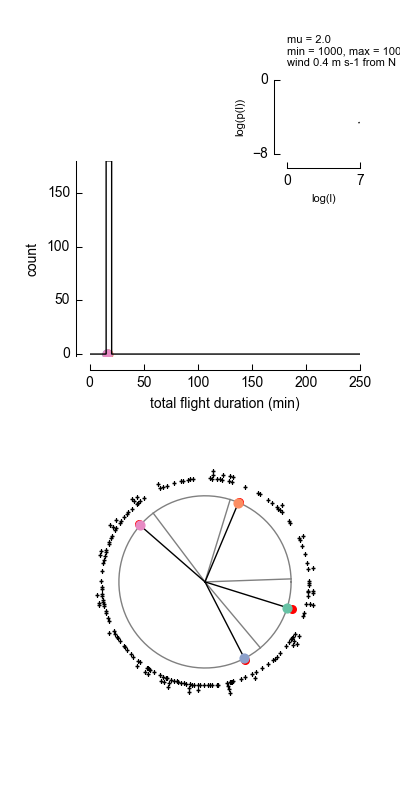 mu = 2.0
min = 1000, max = 100
wind 0.4 m s-1 from N
0
log(p(l))
−8
0
7
log(l)
150
count
100
50
0
0
50
100
150
200
250
total flight duration (min)